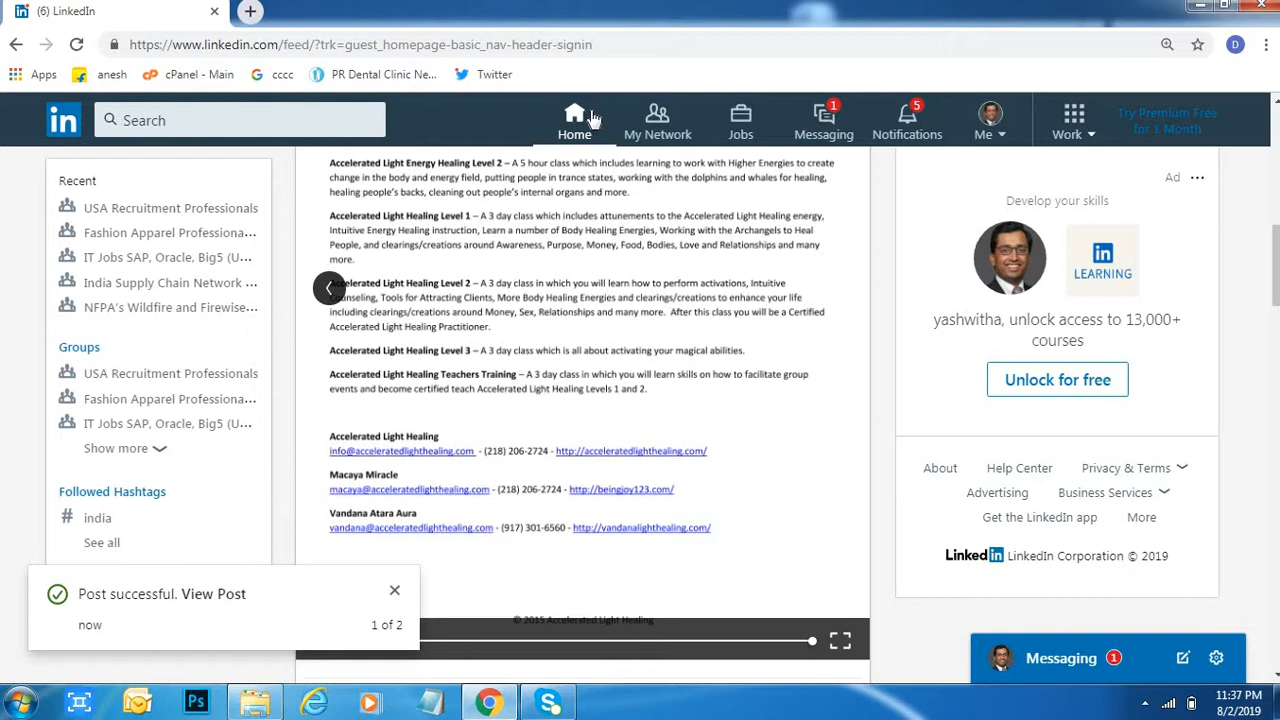 (6) LinkedIn
https://www.linkedin.com/feed/?trk=guest_homepage-basic_nav-header-signin
D
Apps
anesh
cPanel - Main
cccc
PR Dental Clinic Ne...
Twitter
in
Search
Home
My Network
Jobs
1
Messaging
5
Notifications
Me
Work
Try Premium Free
for 1 Month
Recent
USA Recruitment Professionals
Fashion Apparel Professiona...
IT Jobs SAP, Oracle, Big5 (U...
India Supply Chain Network ...
NFPA's Wildfire and Firewise...
Groups
USA Recruitment Professionals
Fashion Apparel Professiona...
IT Jobs SAP, Oracle, Big5 (U...
Show more
Followed Hashtags
# india
See all
Accelerated Light Energy Healing Level 2 – A 5 hour class which includes learning to work with Higher Energies to create
change in the body and energy field, putting people in trance states, working with the dolphins and whales for healing,
healing people's backs, cleaning out people's internal organs and more.
Accelerated Light Healing Level 1 – A 3 day class which includes attunements to the Accelerated Light Healing energy,
Intuitive Energy Healing instruction, Learn a number of Body Healing Energies, Working with the Archangels to Heal
People, and clearings/creations around Awareness, Purpose, Money, Food, Bodies, Love and Relationships and many
more.
Accelerated Light Healing Level 2 – A 3 day class in which you will learn how to perform activations, Intuitive
Counseling, Tools for Attracting Clients, More Body Healing Energies and clearings/creations to enhance your life
including clearings/creations around Money, Sex, Relationships and many more. After this class you will be a Certified
Accelerated Light Healing Practitioner.
Accelerated Light Healing Level 3 – A 3 day class which is all about activating your magical abilities.
Accelerated Light Healing Teachers Training – A 3 day class in which you will learn skills on how to facilitate group
events and become certified teach Accelerated Light Healing Levels 1 and 2.
Accelerated Light Healing
info@acceleratedlighthealing.com - (218) 206-2724 - http://acceleratedlighthealing.com/
Macaya Miracle
macaya@acceleratedlighthealing.com - (218) 206-2724 - http://beingjoy123.com/
Vandana Atara Aura
vandana@acceleratedlighthealing.com - (917) 301-6560 - http://vandanalighthealing.com/
© 2015 Accelerated Light Healing
Ad
Develop your skills
in
LEARNING
yashwitha, unlock access to 13,000+
courses
Unlock for free
About
Help Center
Privacy & Terms
Advertising
Business Services
Get the LinkedIn app
More
LinkedIn LinkedIn Corporation © 2019
Post successful. View Post
now
1 of 2
Messaging 1
Ps
11:37 PM
8/2/2019